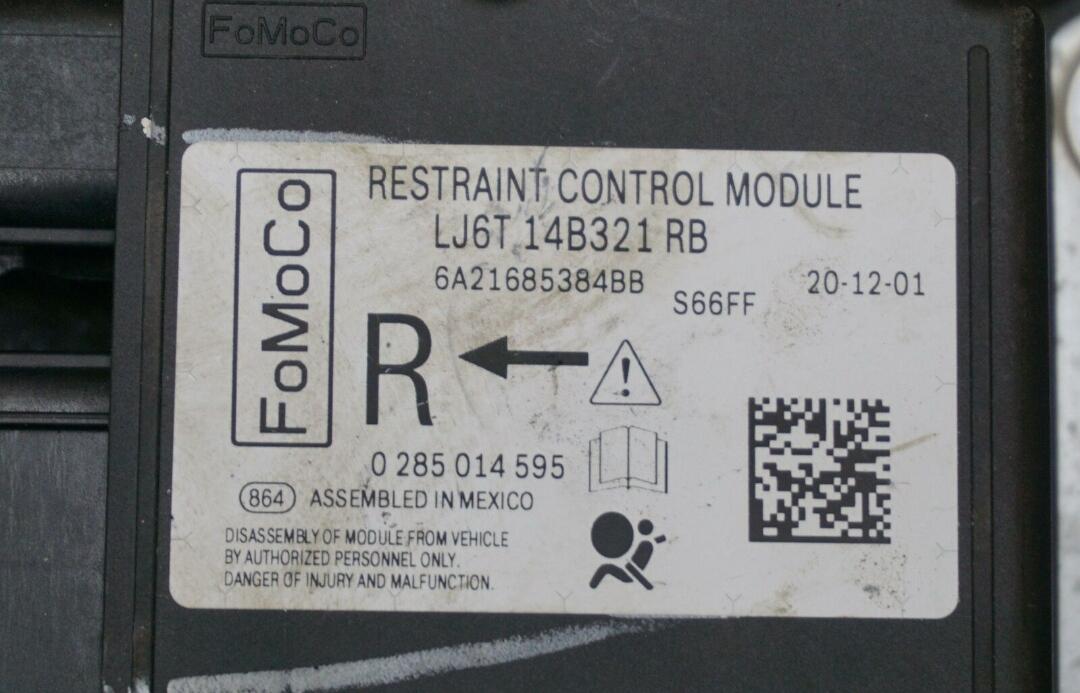 FoMoCo
FoMoCo
RESTRAINT CONTROL MODULE
LJ6T 14B321 RB
6A21685384BB
20-12-01
S66FF
R
0 285 014 595
864 ASSEMBLED IN MEXICO
DISASSEMBLY OF MODULE FROM VEHICLE
BY AUTHORIZED PERSONNEL ONLY.
DANGER OF INJURY AND MALFUNCTION.